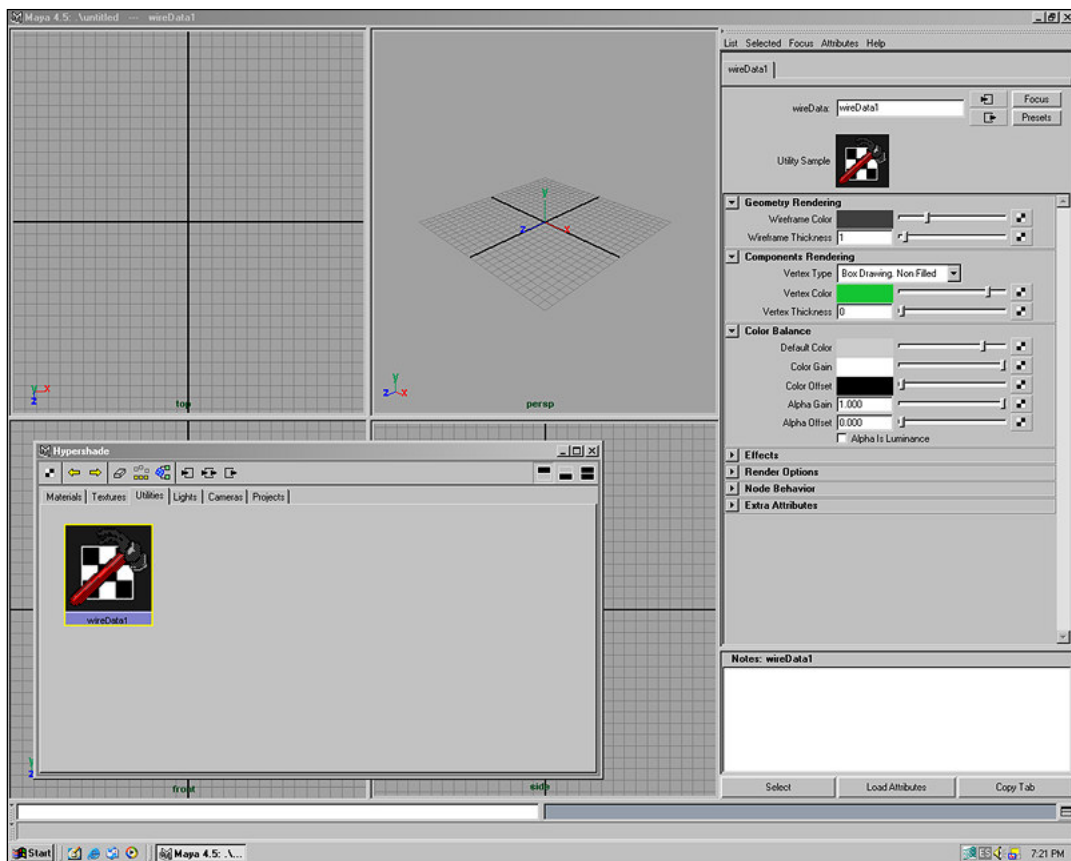 Maya 4.5: .\untitled --- wireData1
y
z
x
y
x
z
top
y
z
x
persp
List Selected Focus Attributes Help
wireData1
wireData: wireData1
Focus
Presets
Utility Sample
Geometry Rendering
Wireframe Color
Wireframe Thickness 1
Components Rendering
Vertex Type Box Drawing. Non Filled
Vertex Color
Vertex Thickness 0
Color Balance
Default Color
Color Gain
Color Offset
Alpha Gain 1.000
Alpha Offset 0.000
Alpha Is Luminance
Effects
Render Options
Node Behavior
Extra Attributes
Notes: wireData1
Select Load Attributes Copy Tab
Hypershade
Materials Textures Utilities Lights Cameras Projects
wireData1
y
z
front
side
Start Maya 4.5: .\... ES 7:21 PM